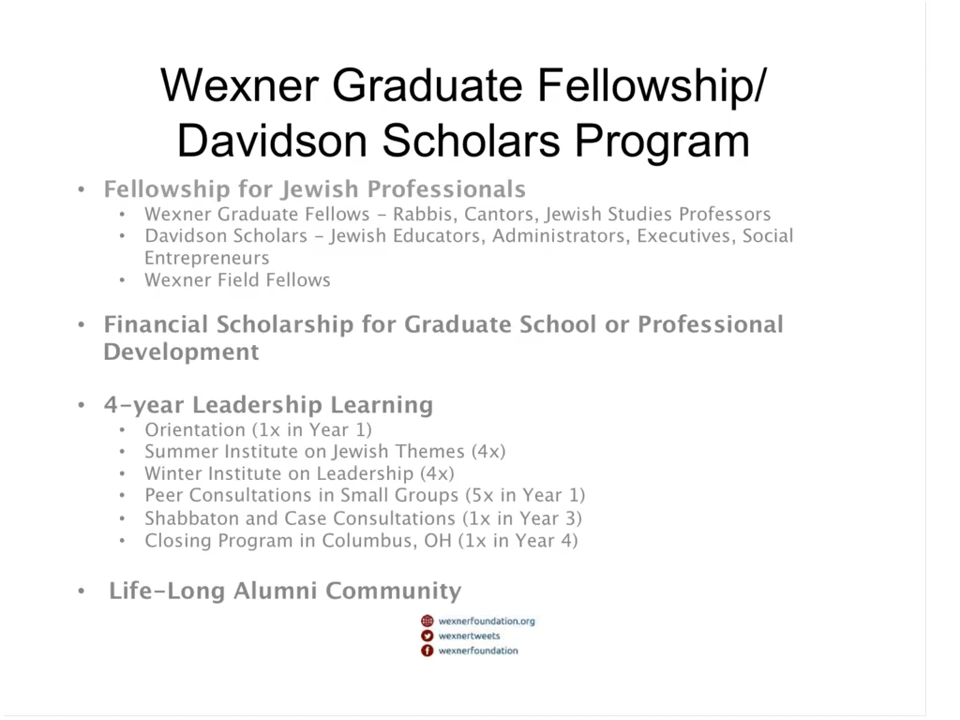 Wexner Graduate Fellowship/
Davidson Scholars Program
• Fellowship for Jewish Professionals
• Wexner Graduate Fellows – Rabbis, Cantors, Jewish Studies Professors
• Davidson Scholars – Jewish Educators, Administrators, Executives, Social
Entrepreneurs
• Wexner Field Fellows
• Financial Scholarship for Graduate School or Professional
Development
• 4-year Leadership Learning
• Orientation (1x in Year 1)
• Summer Institute on Jewish Themes (4x)
• Winter Institute on Leadership (4x)
• Peer Consultations in Small Groups (5x in Year 1)
• Shabbaton and Case Consultations (1x in Year 3)
• Closing Program in Columbus, OH (1x in Year 4)
• Life-Long Alumni Community
wexnerfoundation.org
wexnertweets
wexnerfoundation